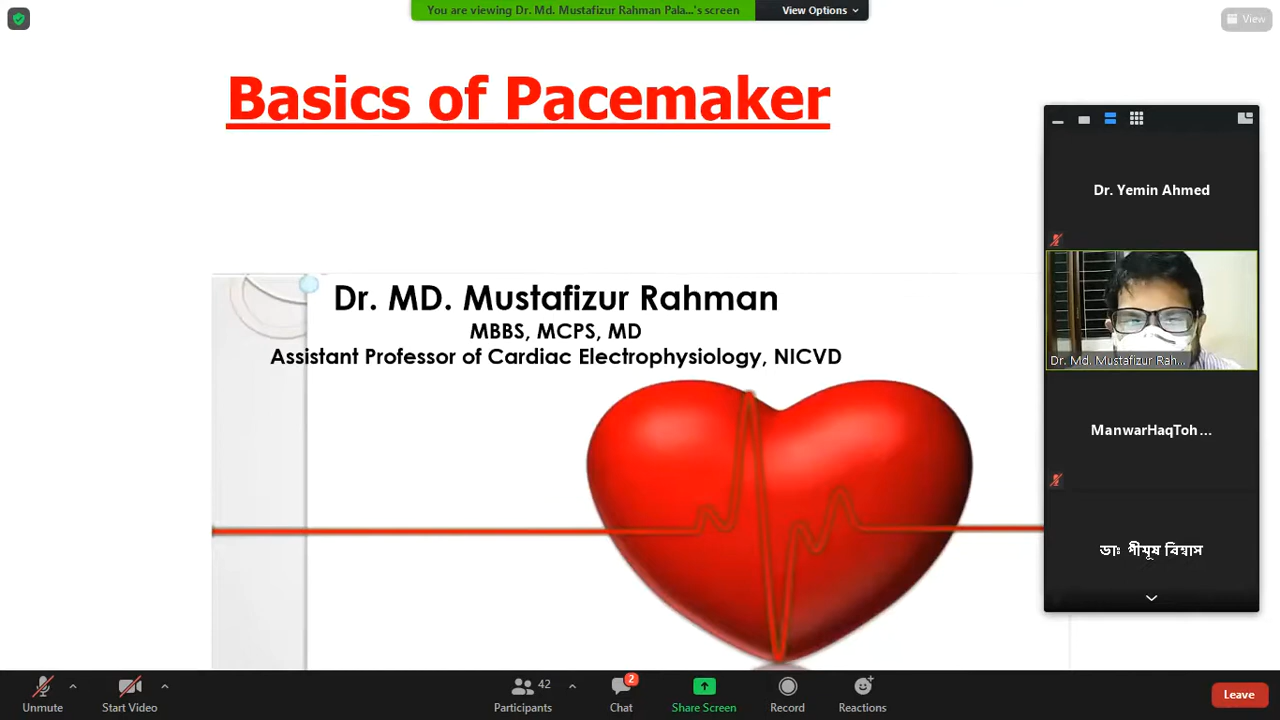 You are viewing Dr. Md. Mustafizur Rahman Pala...'s screen
View Options
View
Basics of Pacemaker
Dr. MD. Mustafizur Rahman
MBBS, MCPS, MD
Assistant Professor of Cardiac Electrophysiology, NICVD
Dr. Yemin Ahmed
Dr. Md. Mustafizur Rah...
ManwarHaqToh...
ডাঃ পীযূষ বিশ্বাস
Unmute
Start Video
42
Participants
2
Chat
Share Screen
Record
Reactions
Leave